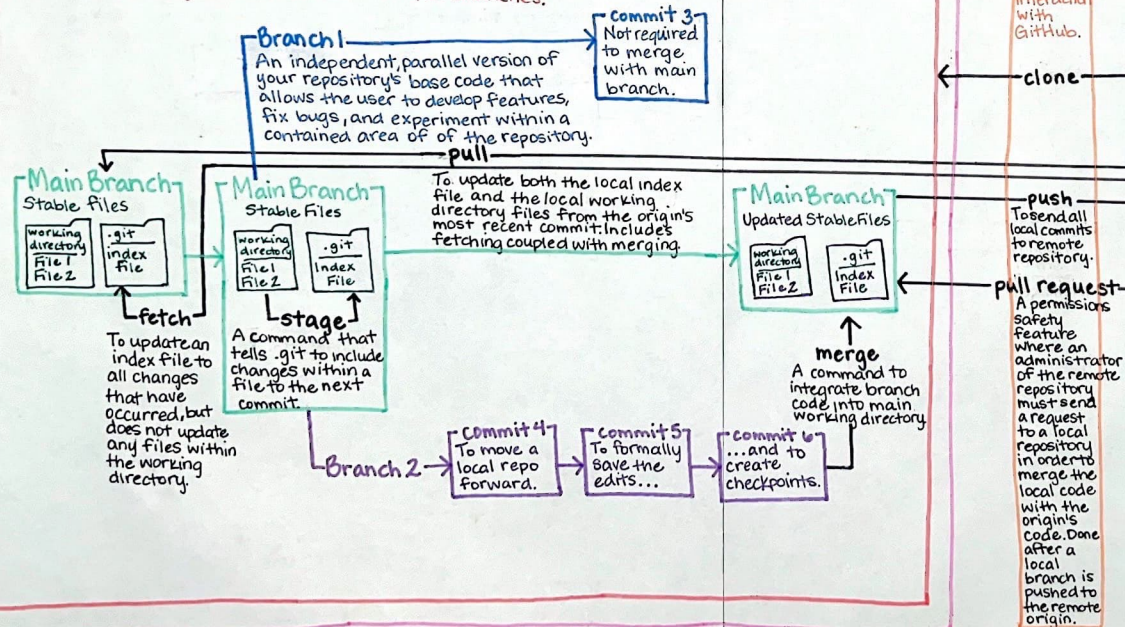 with
GitHub.
clone
Commit 3
Not required
to merge
with main
branch.
Branch 1
An independent, parallel version of
your repository's base code that
allows the user to develop features,
fix bugs, and experiment within a
contained area of of the repository.
pull
To update both the local index
file and the local working
directory files from the origin's
most recent commit. Includes
fetching coupled with merging.
Main Branch
Stable files
working
directory
File 1
File 2
.git
index
file
fetch
To update an
index file to
all changes
that have
occurred, but
does not update
any files within
the working
directory.
Main Branch
Stable Files
working
directory
File 1
File 2
.git
Index
File
stage
A command that
tells .git to include
changes within a
file to the next
commit.
Main Branch
Updated Stable Files
working
directory
File 1
File 2
.git
Index
File
merge
A command to
integrate branch
code into main
working directory
Branch 2
Commit 4
To move a
local repo
forward.
Commit 5
To formally
save the
edits...
Commit 6
...and to
create
checkpoints.
push
To send all
local commits
to remote
repository.
pull request
A permissions
safety
feature
where an
administrator
of the remote
repository
must send
a request
to a local
repository
in order to
merge the
local code
with the
origin's
code. Done
after a
local
branch is
pushed to
the remote
origin.